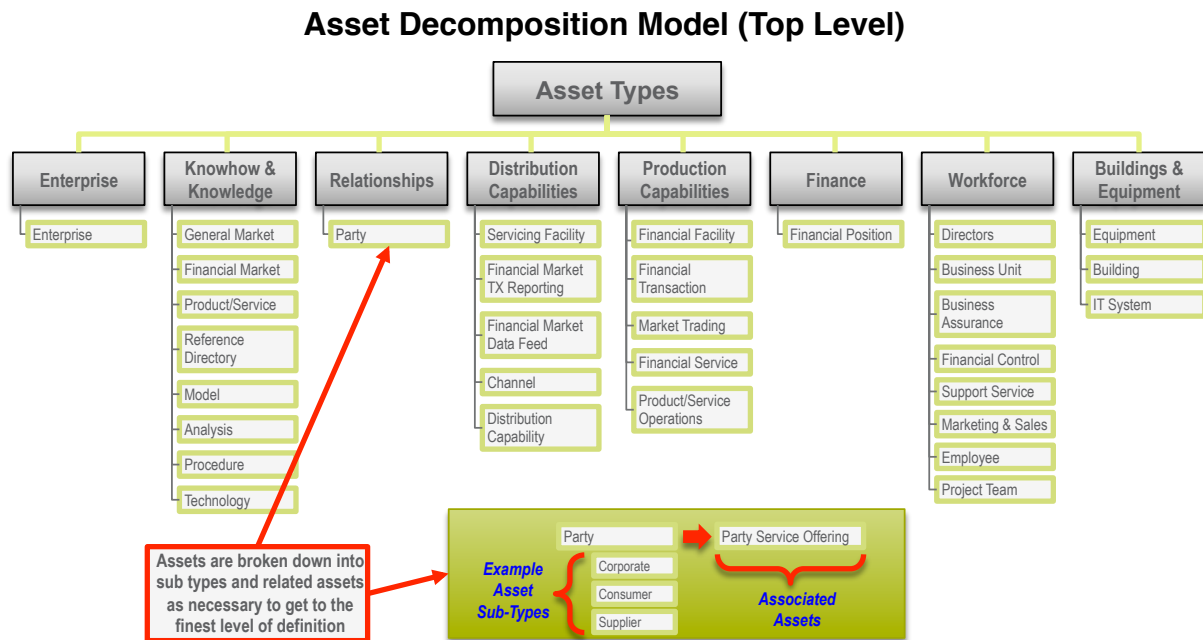 Asset Decomposition Model (Top Level)
Asset Types
Enterprise
Enterprise
Knowhow &
Knowledge
General Market
Financial Market
Product/Service
Reference
Directory
Model
Analysis
Procedure
Technology
Relationships
Party
Distribution
Capabilities
Servicing Facility
Financial Market
TX Reporting
Financial Market
Data Feed
Channel
Distribution
Capability
Production
Capabilities
Financial Facility
Financial
Transaction
Market Trading
Financial Service
Product/Service
Operations
Finance
Financial Position
Workforce
Directors
Business Unit
Business
Assurance
Financial Control
Support Service
Marketing & Sales
Employee
Project Team
Buildings &
Equipment
Equipment
Building
IT System
Assets are broken down into
sub types and related assets
as necessary to get to the
finest level of definition
Party
Party Service Offering
Example
Asset
Sub-Types
Corporate
Consumer
Supplier
Associated
Assets